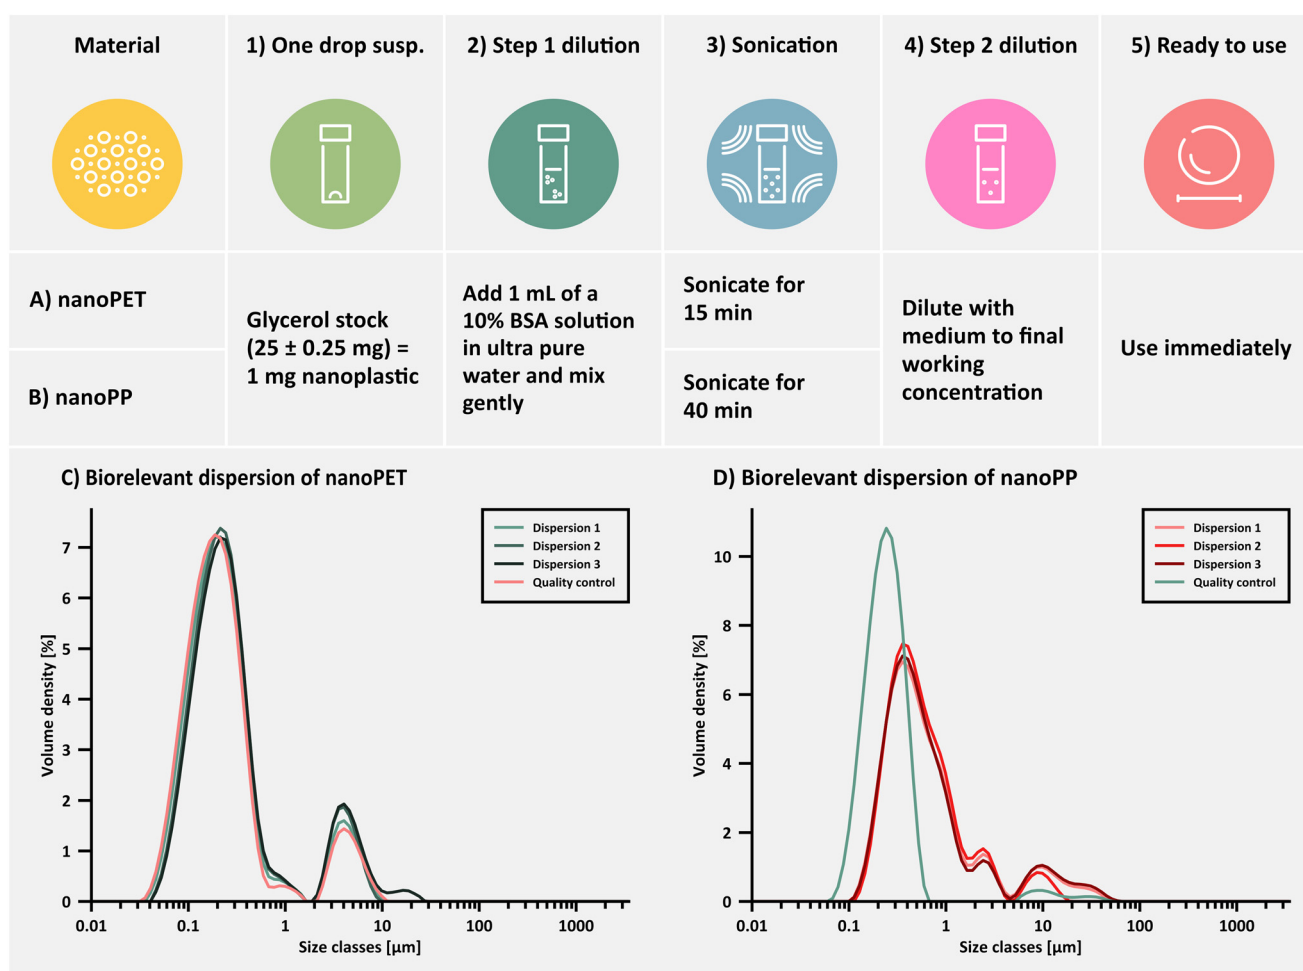 Material
1) One drop susp.
2) Step 1 dilution
3) Sonication
4) Step 2 dilution
5) Ready to use
A) nanoPET
B) nanoPP
Glycerol stock
(25 ± 0.25 mg) =
1 mg nanoplastic
Add 1 mL of a
10% BSA solution
in ultra pure
water and mix
gently
Sonicate for
15 min
Sonicate for
40 min
Dilute with
medium to final
working
concentration
Use immediately
C) Biorelevant dispersion of nanoPET
Dispersion 1
Dispersion 2
Dispersion 3
Quality control
Volume density [%]
7
6
5
4
3
2
1
0
0.01
0.1
1
10
100
1000
Size classes [µm]
D) Biorelevant dispersion of nanoPP
Dispersion 1
Dispersion 2
Dispersion 3
Quality control
Volume density [%]
10
8
6
4
2
0
0.01
0.1
1
10
100
1000
Size classes [µm]